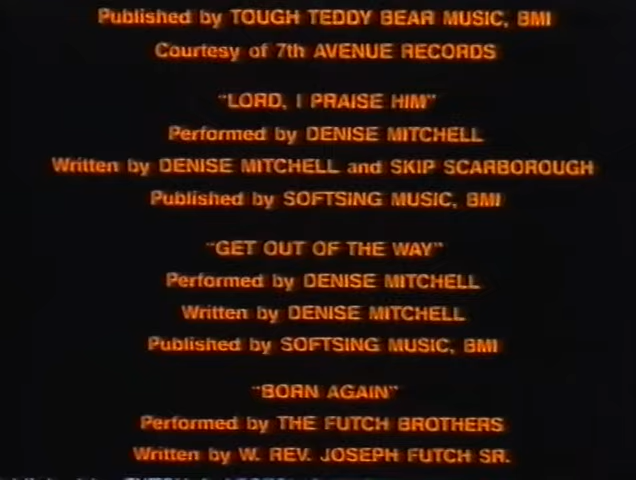 Published by TOUGH TEDDY BEAR MUSIC, BMI
Courtesy of 7th AVENUE RECORDS
"LORD, I PRAISE HIM"
Performed by DENISE MITCHELL
Written by DENISE MITCHELL and SKIP SCARBOROUGH
Published by SOFTSING MUSIC, BMI
"GET OUT OF THE WAY"
Performed by DENISE MITCHELL
Written by DENISE MITCHELL
Published by SOFTSING MUSIC, BMI
"BORN AGAIN"
Performed by THE FUTCH BROTHERS
Written by W. REV. JOSEPH FUTCH SR.